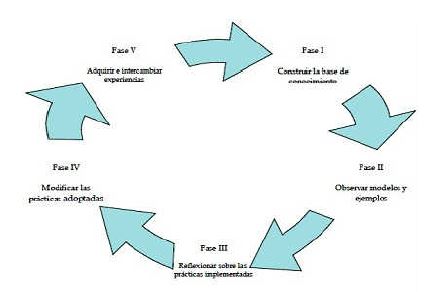 Fase V
Adquirir e intercambiar
experiencias
Fase I
Construir la base de
conocimiento
Fase II
Observar modelos y
ejemplos
Fase III
Reflexionar sobre las
prácticas implementadas
Fase IV
Modificar las
prácticas adoptadas